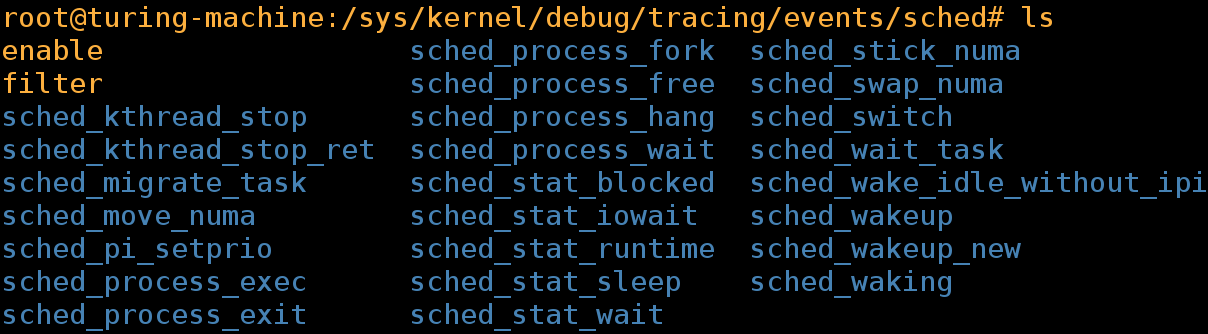 root@turing-machine:/sys/kernel/debug/tracing/events/sched# ls
enable sched_process_fork sched_stick_numa
filter sched_process_free sched_swap_numa
sched_kthread_stop sched_process_hang sched_switch
sched_kthread_stop_ret sched_process_wait sched_wait_task
sched_migrate_task sched_stat_blocked sched_wake_idle_without_ipi
sched_move_numa sched_stat_iowait sched_wakeup
sched_pi_setprio sched_stat_runtime sched_wakeup_new
sched_process_exec sched_stat_sleep sched_waking
sched_process_exit sched_stat_wait